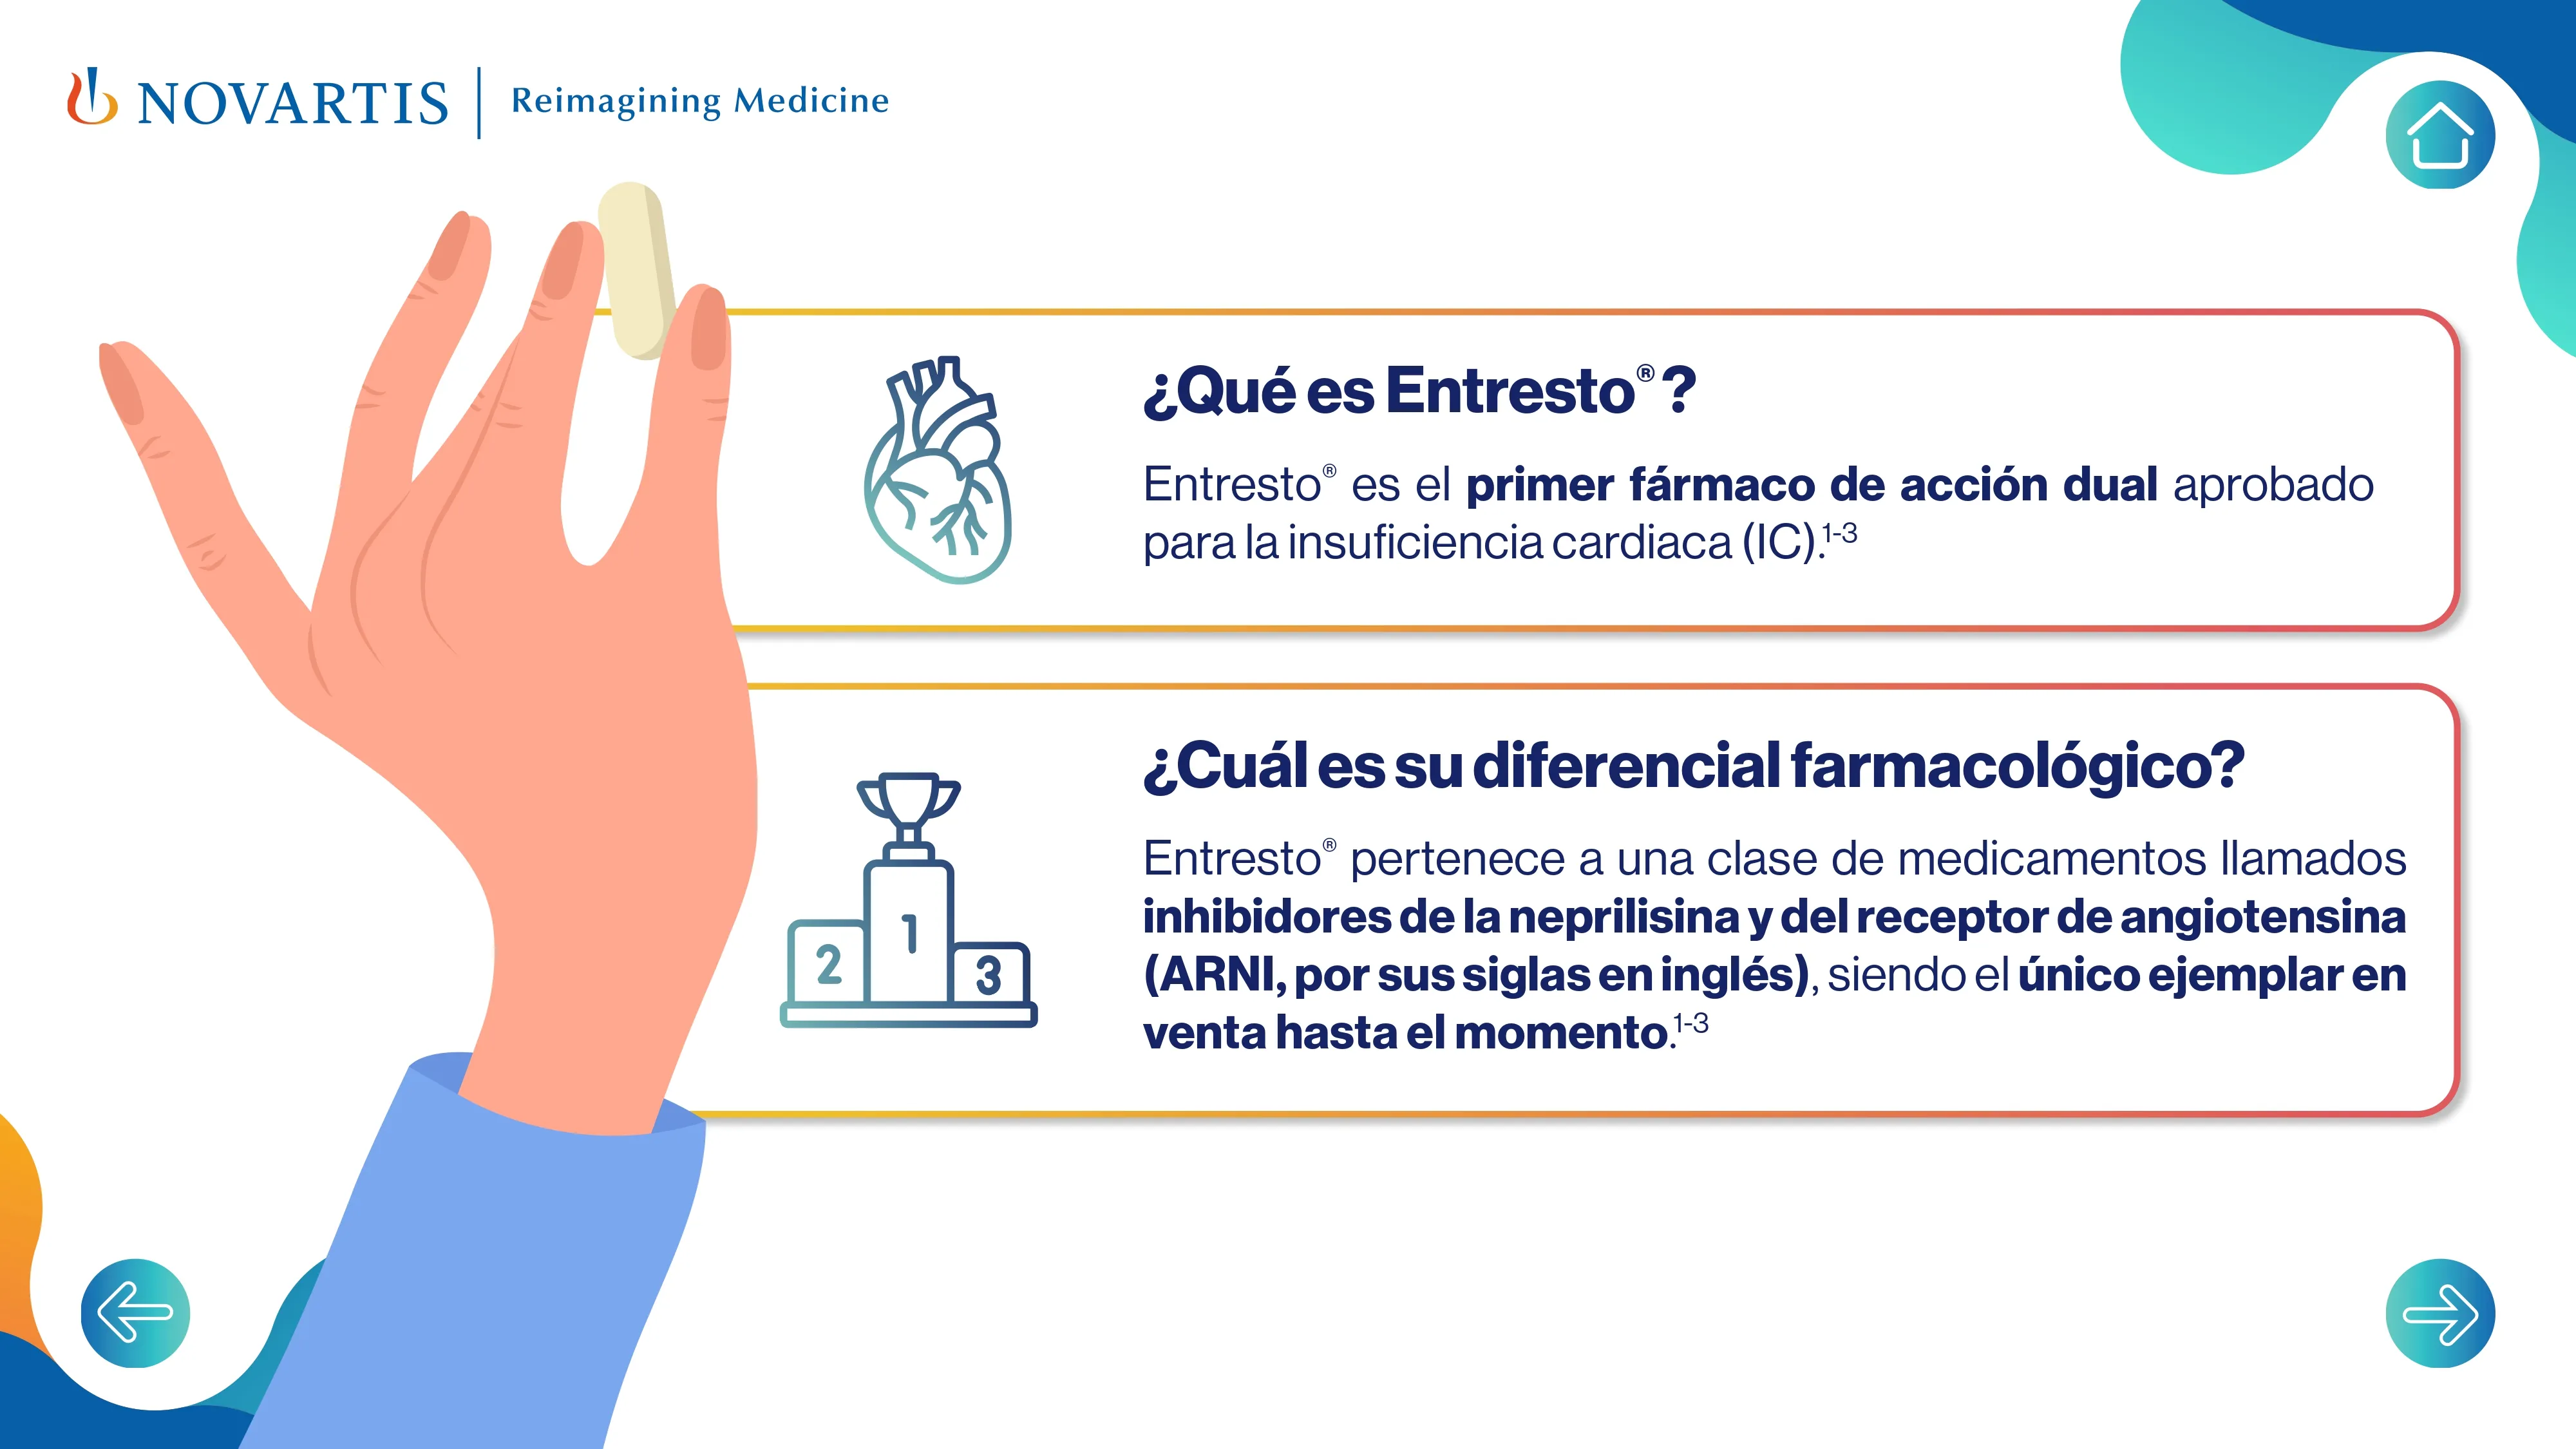 NOVARTIS | Reimagining Medicine
¿Qué es Entresto®?
Entresto® es el primer fármaco de acción dual aprobado
para la insuficiencia cardiaca (IC).1-3
¿Cuál es su diferencial farmacológico?
Entresto® pertenece a una clase de medicamentos llamados
inhibidores de la neprilisina y del receptor de angiotensina
(ARNI, por sus siglas en inglés), siendo el único ejemplar en
venta hasta el momento.1-3
1
2
3